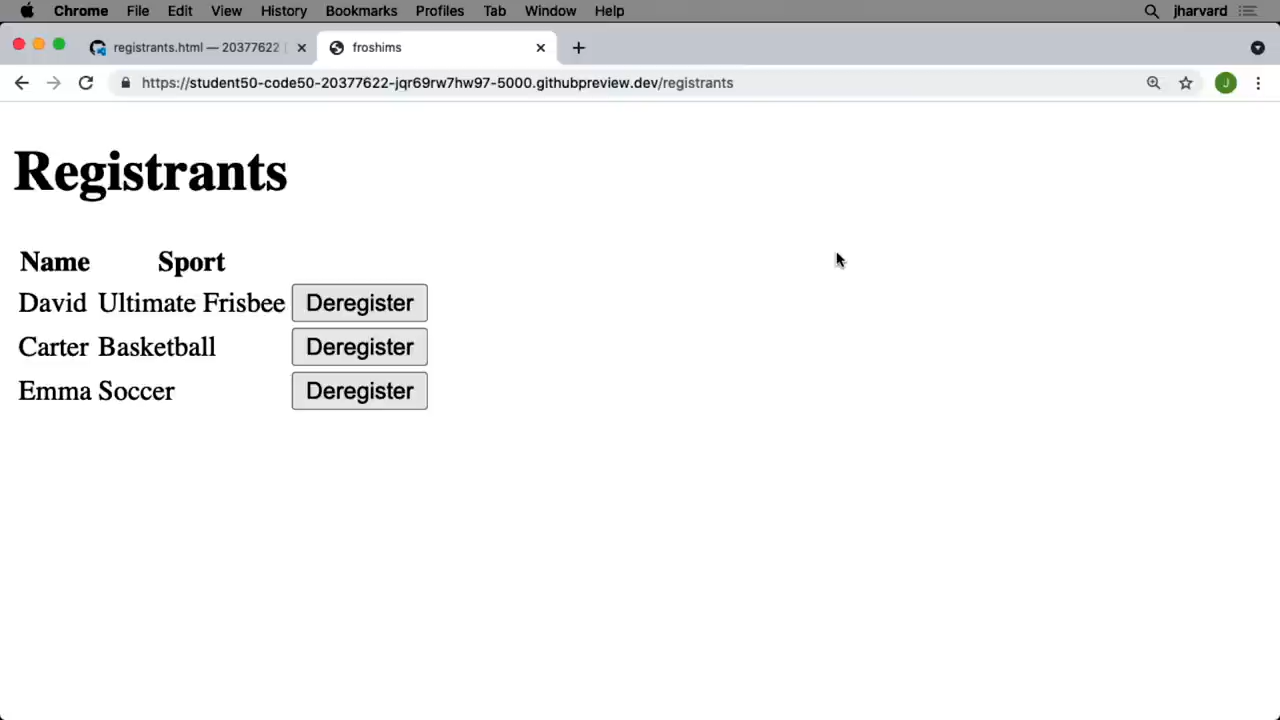 Chrome File Edit View History Bookmarks Profiles Tab Window Help jharvard
registrants.html — 20377622 froshims
https://student50-code50-20377622-jqr69rw7hw97-5000.githubpreview.dev/registrants J
Registrants
Name Sport
David Ultimate Frisbee Deregister
Carter Basketball Deregister
Emma Soccer Deregister